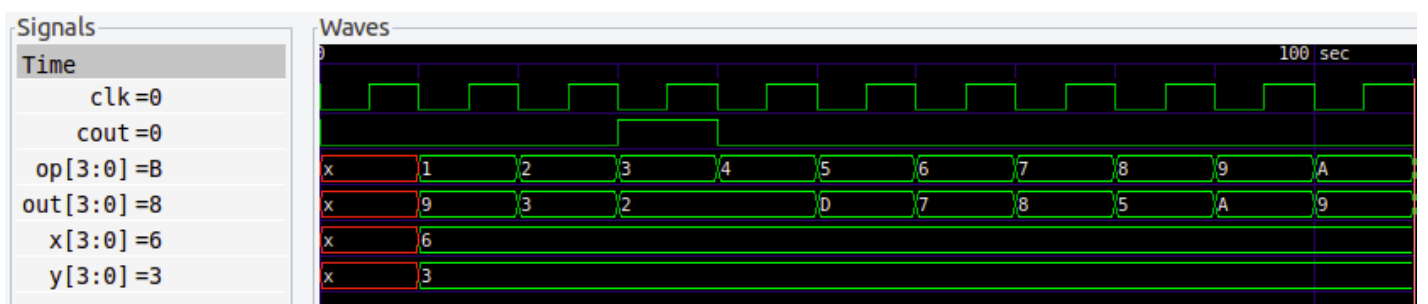 Signals
Waves
Time
0
100 sec
clk=0
cout=0
op[3:0]=B
x 1 2 3 4 5 6 7 8 9 A
out[3:0]=8
x 9 3 2 D 7 8 5 A 9
x[3:0]=6
x 6
y[3:0]=3
x 3